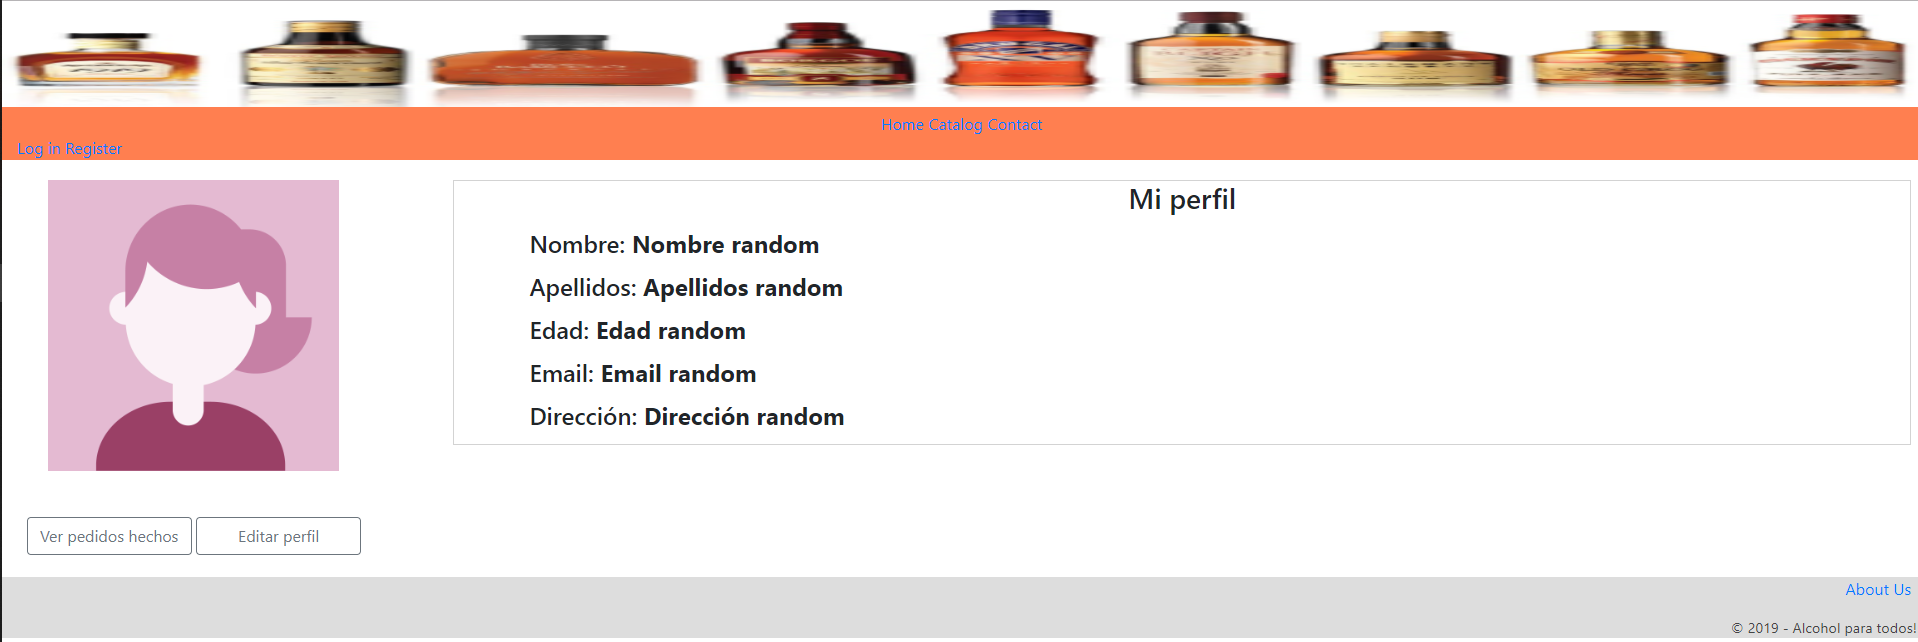 Home Catalog Contact
Log in Register
Mi perfil
Nombre: Nombre random
Apellidos: Apellidos random
Edad: Edad random
Email: Email random
Dirección: Dirección random
Ver pedidos hechos
Editar perfil
About Us
© 2019 - Alcohol para todos!